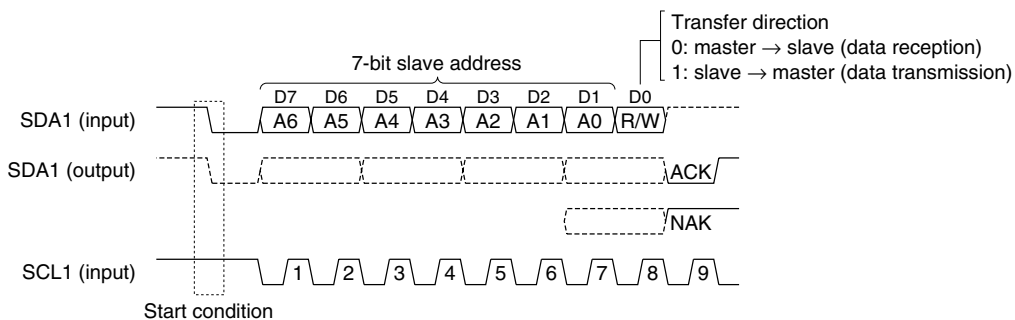 Transfer direction
0: master → slave (data reception)
1: slave → master (data transmission)
7-bit slave address
D7 D6 D5 D4 D3 D2 D1 D0
SDA1 (input) A6 A5 A4 A3 A2 A1 A0 R/W
SDA1 (output) ACK
NAK
SCL1 (input) 1 2 3 4 5 6 7 8 9
Start condition